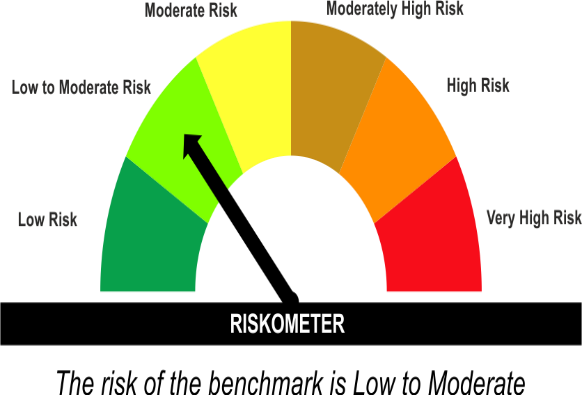 Moderate Risk
Moderately High Risk
Low to Moderate Risk
High Risk
Low Risk
Very High Risk
RISKOMETER
The risk of the benchmark is Low to Moderate